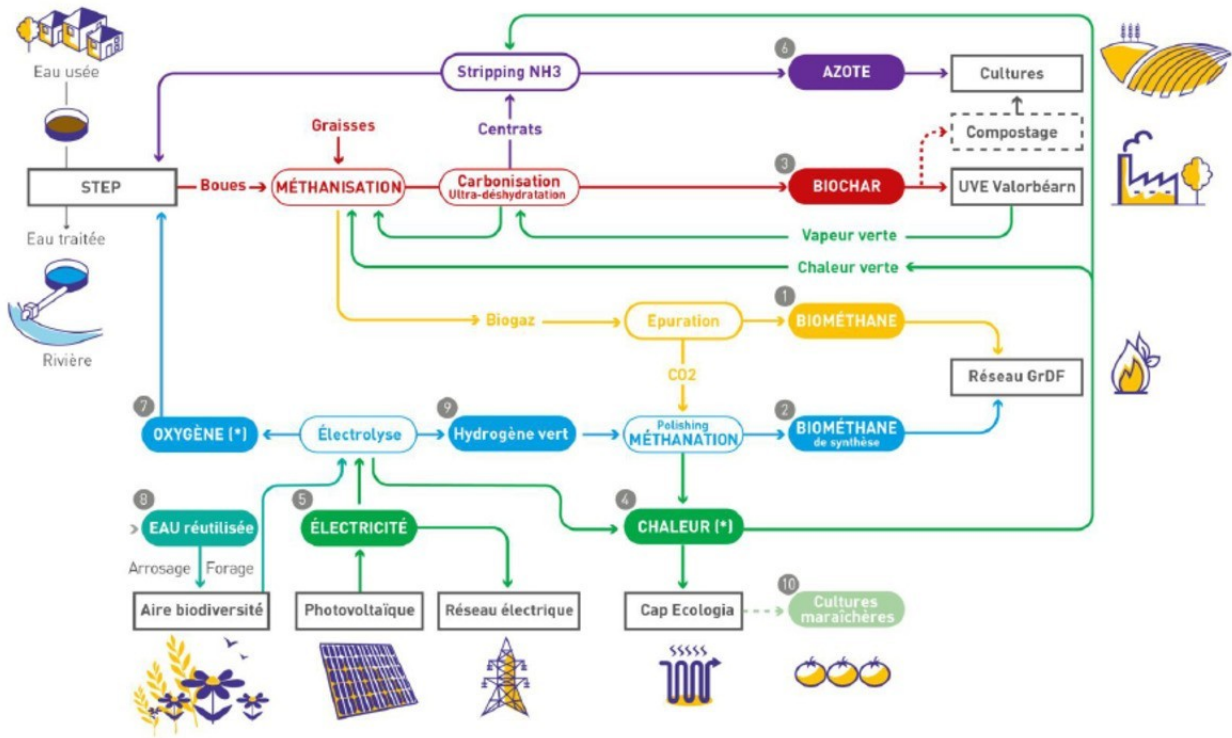 Eau usée
STEP
Eau traitée
Rivière
Boues
Graisses
MÉTHANISATION
Stripping NH3
Centrats
Carbonisation
Ultra-déshydratation
6
AZOTE
Cultures
Compostage
3
BIOCHAR
UVE Valorbéarn
Vapeur verte
Chaleur verte
Biogaz
Epuration
1
BIOMÉTHANE
CO2
Réseau GrDF
7
OXYGÈNE (*)
Électrolyse
9
Hydrogène vert
Polishing
MÉTHANATION
2
BIOMÉTHANE
de synthèse
8
EAU réutilisée
5
ÉLECTRICITÉ
4
CHALEUR (*)
Arrosage
Forage
Aire biodiversité
Photovoltaïque
Réseau électrique
Cap Ecologia
10
Cultures
maraîchères